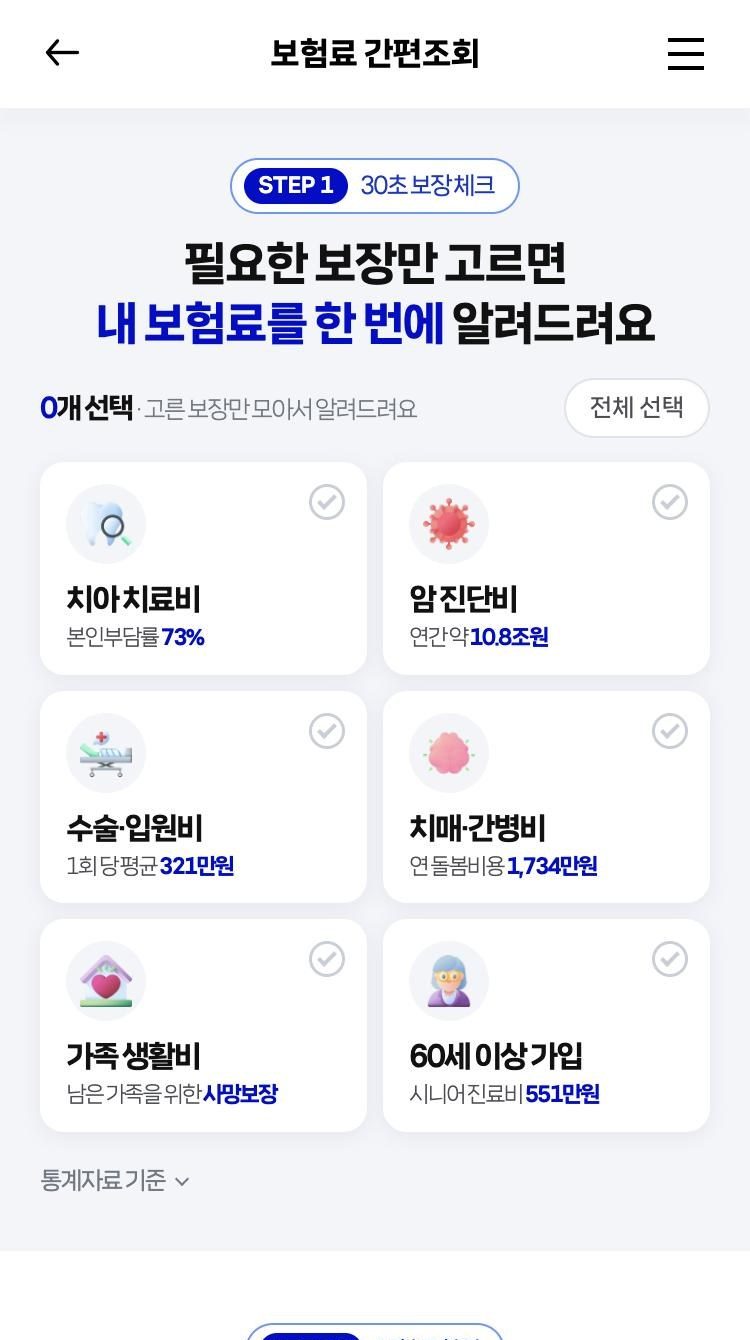 보험료 간편조회
STEP 1 30초 보장체크
필요한 보장만 고르면
내 보험료를 한 번에 알려드려요
0개 선택 · 고른 보장만 모아서 알려드려요
전체 선택
치아 치료비
본인부담률 73%
암 진단비
연간 약 10.8조원
수술·입원비
1회당 평균 321만원
치매·간병비
연 돌봄비용 1,734만원
가족 생활비
남은 가족을 위한 사망보장
60세 이상 가입
시니어 진료비 551만원
통계자료 기준